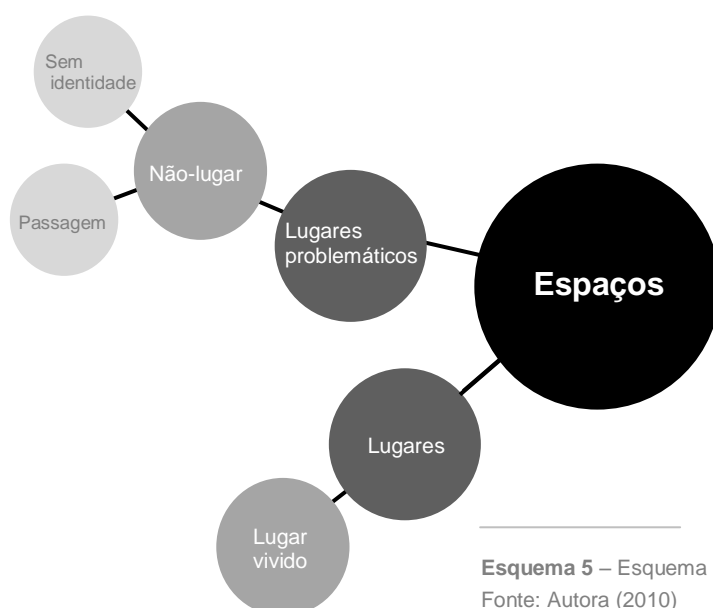 Sem
identidade
Não-lugar
Passagem
Lugares
problemáticos
Espaços
Lugares
Lugar
vivido
Esquema 5 – Esquema
Fonte: Autora (2010)